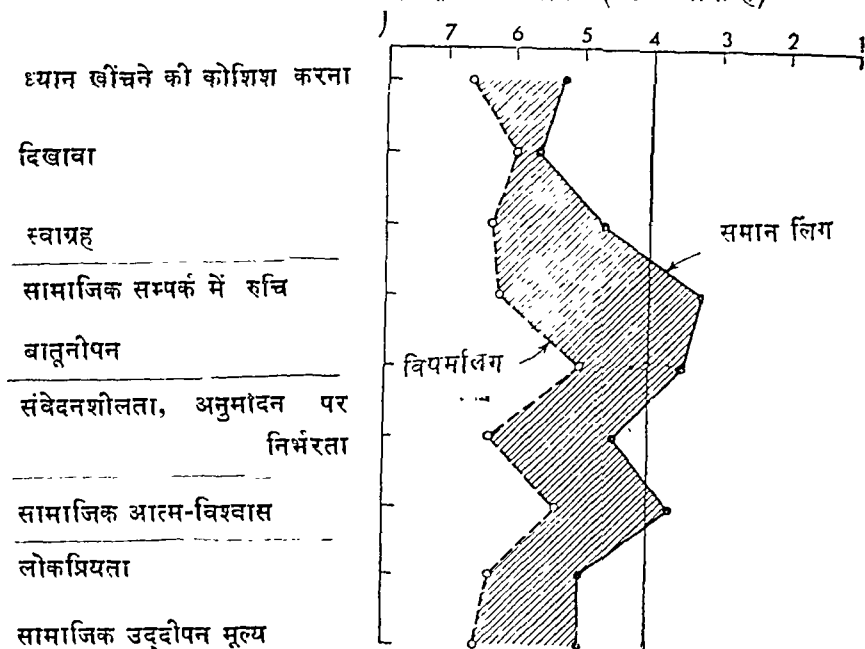 7 6 5 4 3 2 1
ध्यान खींचने की कोशिश करना
दिखावा
स्वाग्रह
समान लिंग
सामाजिक सम्पर्क में रुचि
बातूनीपन
विषमलिंग
संवेदनशीलता, अनुमोदन पर
निर्भरता
सामाजिक आत्म-विश्वास
लोकप्रियता
सामाजिक उद्दीपन मूल्य